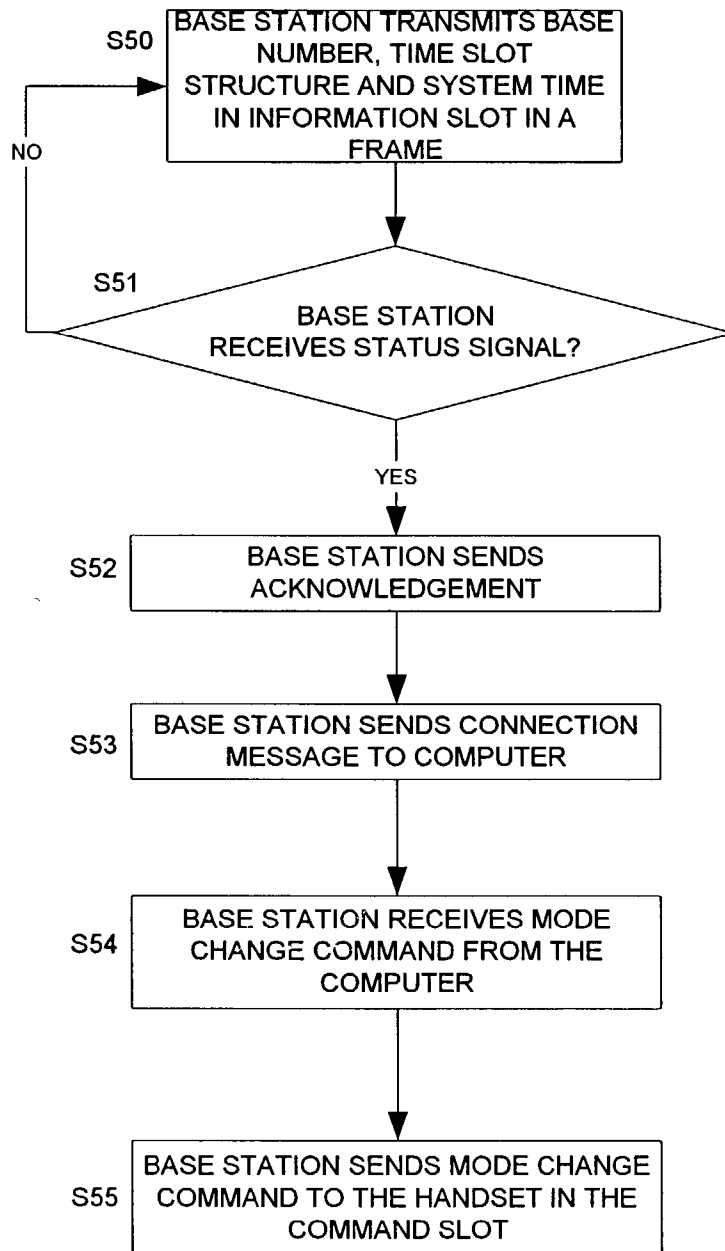 S50
BASE STATION TRANSMITS BASE
NUMBER, TIME SLOT
STRUCTURE AND SYSTEM TIME
IN INFORMATION SLOT IN A
FRAME
NO
S51
BASE STATION
RECEIVES STATUS SIGNAL?
YES
S52
BASE STATION SENDS
ACKNOWLEDGEMENT
S53
BASE STATION SENDS CONNECTION
MESSAGE TO COMPUTER
S54
BASE STATION RECEIVES MODE
CHANGE COMMAND FROM THE
COMPUTER
S55
BASE STATION SENDS MODE CHANGE
COMMAND TO THE HANDSET IN THE
COMMAND SLOT